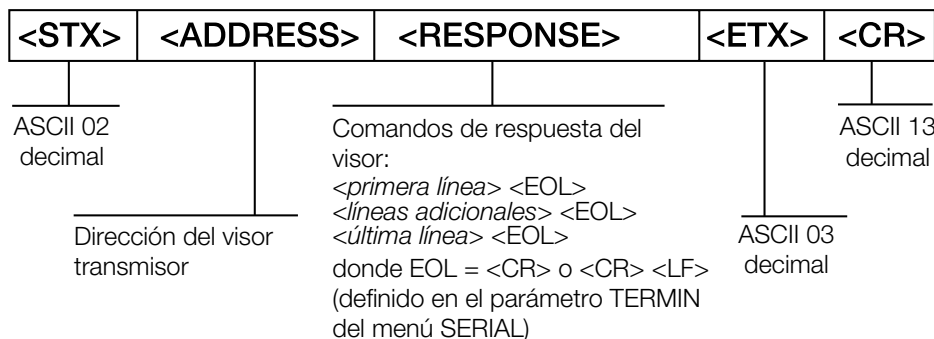 <STX> <ADDRESS> <RESPONSE> <ETX> <CR>
ASCII 02
decimal
Dirección del visor
transmisor
Comandos de respuesta del
visor:
<primera línea> <EOL>
<líneas adicionales> <EOL>
<última línea> <EOL>
donde EOL = <CR> o <CR> <LF>
(definido en el parámetro TERMIN
del menú SERIAL)
ASCII 03
decimal
ASCII 13
decimal